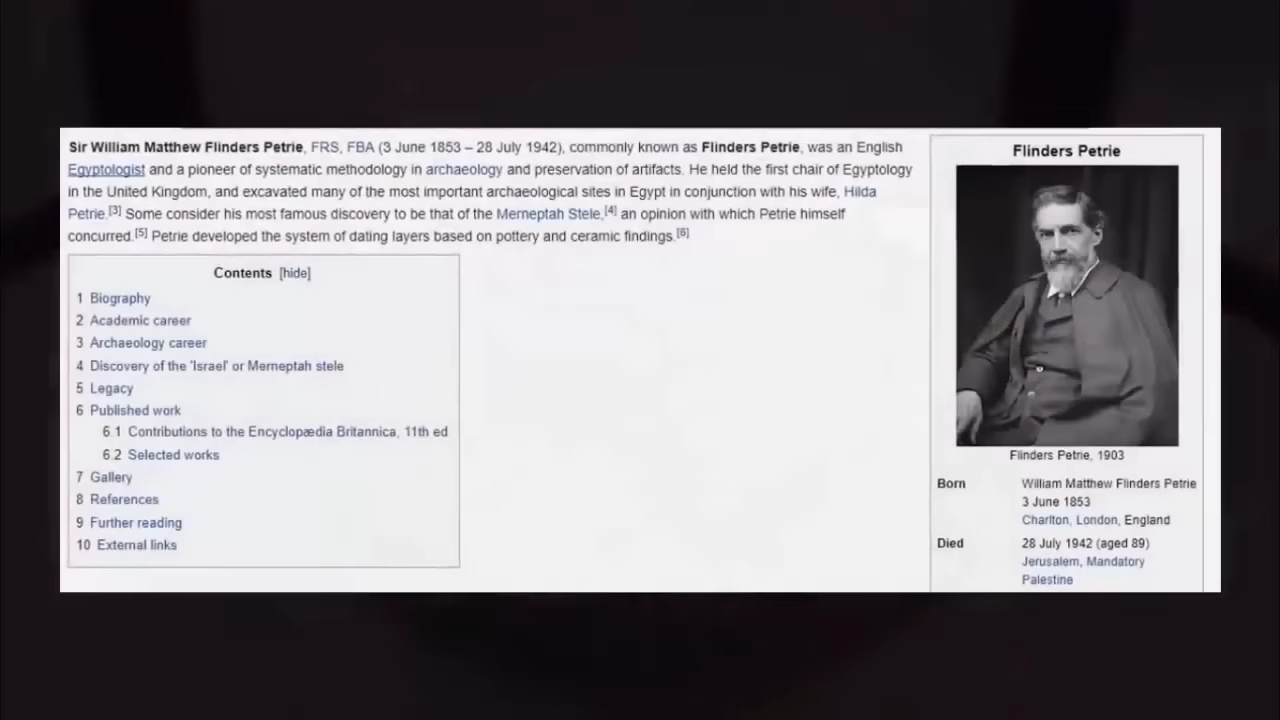 Sir William Matthew Flinders Petrie, FRS, FBA (3 June 1853 – 28 July 1942), commonly known as Flinders Petrie, was an English
Egyptologist and a pioneer of systematic methodology in archaeology and preservation of artifacts. He held the first chair of Egyptology
in the United Kingdom, and excavated many of the most important archaeological sites in Egypt in conjunction with his wife, Hilda
Petrie.[3] Some consider his most famous discovery to be that of the Merneptah Stele,[4] an opinion with which Petrie himself
concurred.[5] Petrie developed the system of dating layers based on pottery and ceramic findings.[6]
Contents [hide]
1 Biography
2 Academic career
3 Archaeology career
4 Discovery of the 'Israel' or Merneptah stele
5 Legacy
6 Published work
6.1 Contributions to the Encyclopædia Britannica, 11th ed
6.2 Selected works
7 Gallery
8 References
9 Further reading
10 External links
Flinders Petrie
Flinders Petrie, 1903
Born William Matthew Flinders Petrie
3 June 1853
Charlton, London, England
Died 28 July 1942 (aged 89)
Jerusalem, Mandatory
Palestine